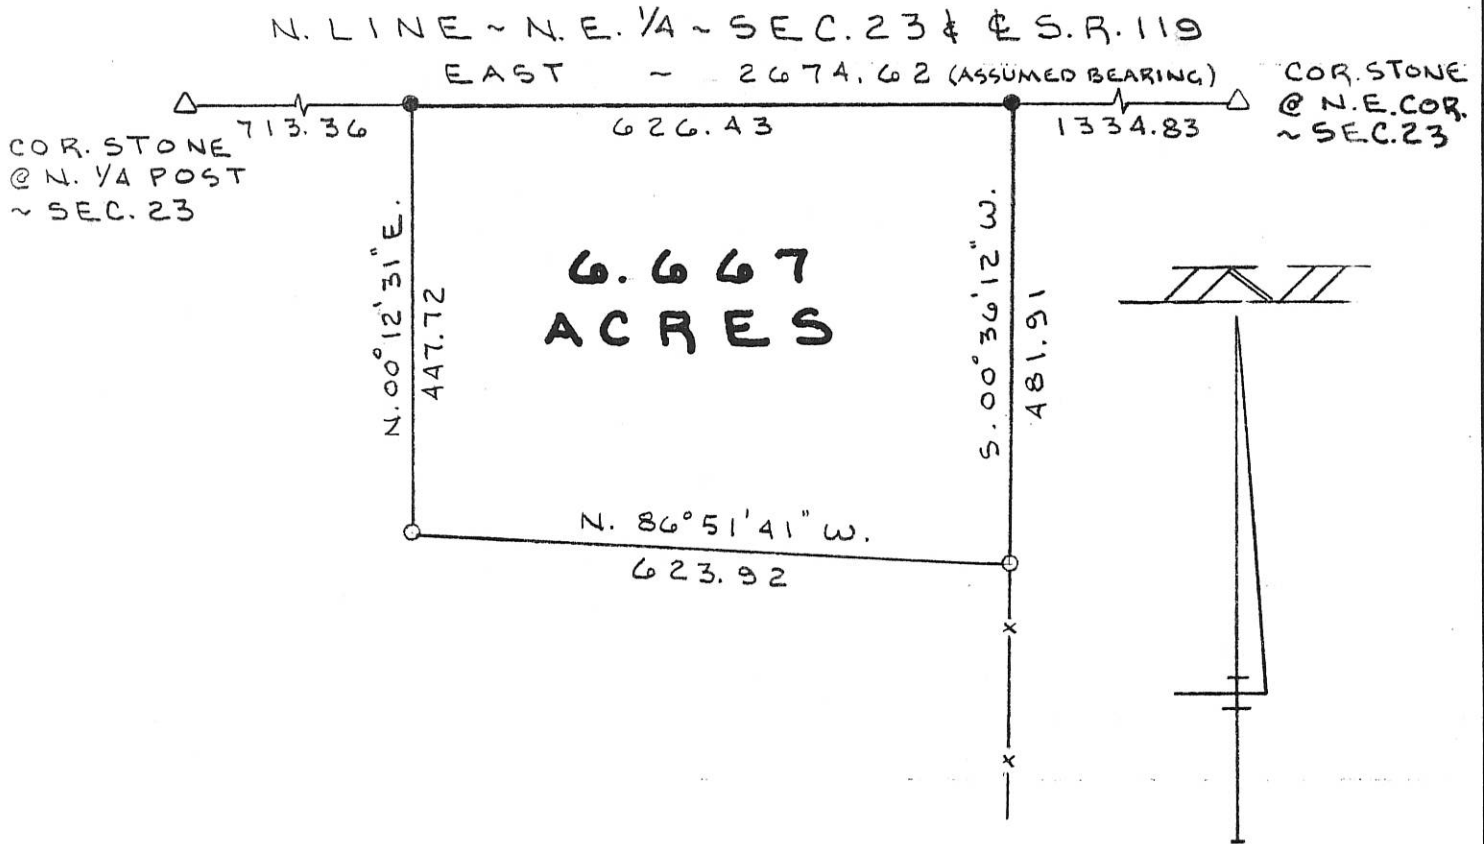 N. LINE ~ N. E. 1/4 ~ SEC. 23 & ℄ S. R. 119
EAST ~ 2674.62 (ASSUMED BEARING)
COR. STONE
@ N. E. COR.
~ SEC. 23
713.36
626.43
1334.83
COR. STONE
@ N. 1/4 POST
~ SEC. 23
N. 00° 12' 31" E.
447.72
6.667
ACRES
S. 00° 36' 12" W.
481.91
N
N. 86° 51' 41" W.
623.92